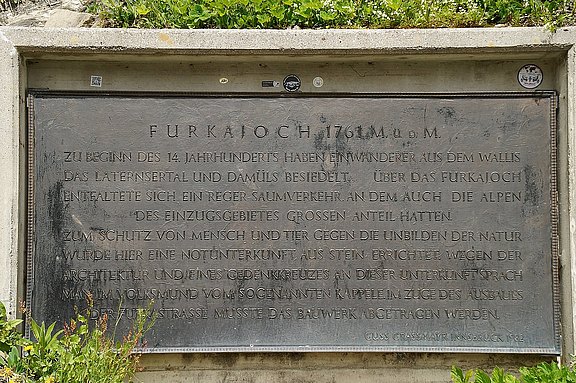 FURKAJOCH 1761 M. ü. d. M.
ZU BEGINN DES 14. JAHRHUNDERTS HABEN EINWANDERER AUS DEM WALLIS
DAS LATERNSERTAL UND DAMÜLS BESIEDELT. ÜBER DAS FURKAJOCH
ENTFALTETE SICH EIN REGER SAUMVERKEHR, AN DEM AUCH DIE ALPEN
DES EINZUGSGEBIETES GROSSEN ANTEIL HATTEN.
ZUM SCHUTZ VON MENSCH UND TIER GEGEN DIE UNBILDEN DER NATUR
WURDE HIER EINE NOTUNTERKUNFT AUS STEIN ERRICHTET. WEGEN DER
ARCHITEKTUR UND EINES GEDENKKREUZES AN DIESER UNTERKUNFT SPRACH
MAN IM VOLKSMUND VOM SOGENANNTEN KAPPELE. IM ZUGE DES AUSBAUES
DER FURKASTRASSE MUSSTE DAS BAUWERK ABGETRAGEN WERDEN.
GUSS GRASSMAYR INNSBRUCK